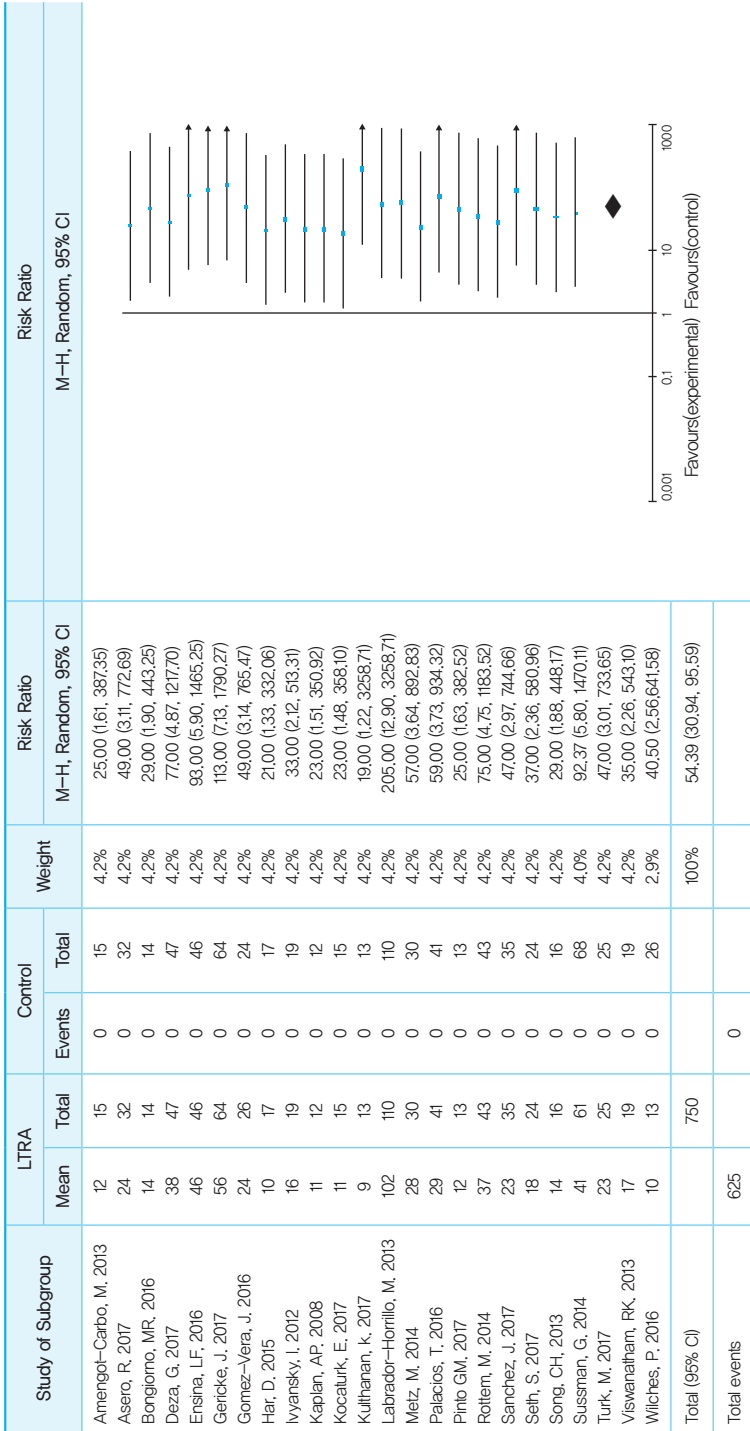 Study of Subgroup LTRA Control Weight Risk Ratio Risk Ratio
Mean Total Events Total M–H, Random, 95% CI M–H, Random, 95% CI
Amengot–Carbo, M. 2013 12 15 0 15 4.2% 25.00 (1.61, 387.35)
Asero, R. 2017 24 32 0 32 4.2% 49.00 (3.11, 772.69)
Bongiorno, MR. 2016 14 14 0 14 4.2% 29.00 (1.90, 443.25)
Deza, G. 2017 38 47 0 47 4.2% 77.00 (4.87, 1217.70)
Ensina, LF. 2016 46 46 0 46 4.2% 93.00 (5.90, 1465.25)
Gericke, J. 2017 56 64 0 64 4.2% 113.00 (7.13, 1790.27)
Gomez–Vera, J. 2016 24 26 0 24 4.2% 49.00 (3.14, 765.47)
Har, D. 2015 10 17 0 17 4.2% 21.00 (1.33, 332.06)
Ivyansky, I. 2012 16 19 0 19 4.2% 33.00 (2.12, 513.31)
Kaplan, AP. 2008 11 12 0 12 4.2% 23.00 (1.51, 350.92)
Kocaturk, E. 2017 11 15 0 15 4.2% 23.00 (1.48, 358.10)
Kulthanan, k. 2017 9 13 0 13 4.2% 19.00 (1.22, 3258.71)
Labrador–Horrillo, M. 2013 102 110 0 110 4.2% 205.00 (12.90, 3258.71)
Metz, M. 2014 28 30 0 30 4.2% 57.00 (3.64, 892.83)
Palacios, T. 2016 29 41 0 41 4.2% 59.00 (3.73, 934.32)
Pinto GM. 2017 12 13 0 13 4.2% 25.00 (1.63, 382.52)
Rottem, M. 2014 37 43 0 43 4.2% 75.00 (4.75, 1183.52)
Sanchez, J. 2017 23 35 0 35 4.2% 47.00 (2.97, 744.66)
Seth, S. 2017 18 24 0 24 4.2% 37.00 (2.36, 580.96)
Song, CH. 2013 14 16 0 16 4.2% 29.00 (1.88, 448.17)
Sussman, G. 2014 41 61 0 68 4.0% 92.37 (5.80, 1470.11)
Turk, M. 2017 23 25 0 25 4.2% 47.00 (3.01, 733.65)
Viswanatham, RK. 2013 17 19 0 19 4.2% 35.00 (2.26, 543.10)
Wilches, P. 2016 10 13 0 26 2.9% 40.50 (2.56,641.58)
Total (95% CI) 750 100% 54.39 (30.94, 95.59)
Total events 625 0
0.001 0.1 1 10 1000
Favours(experimental) Favours(control)